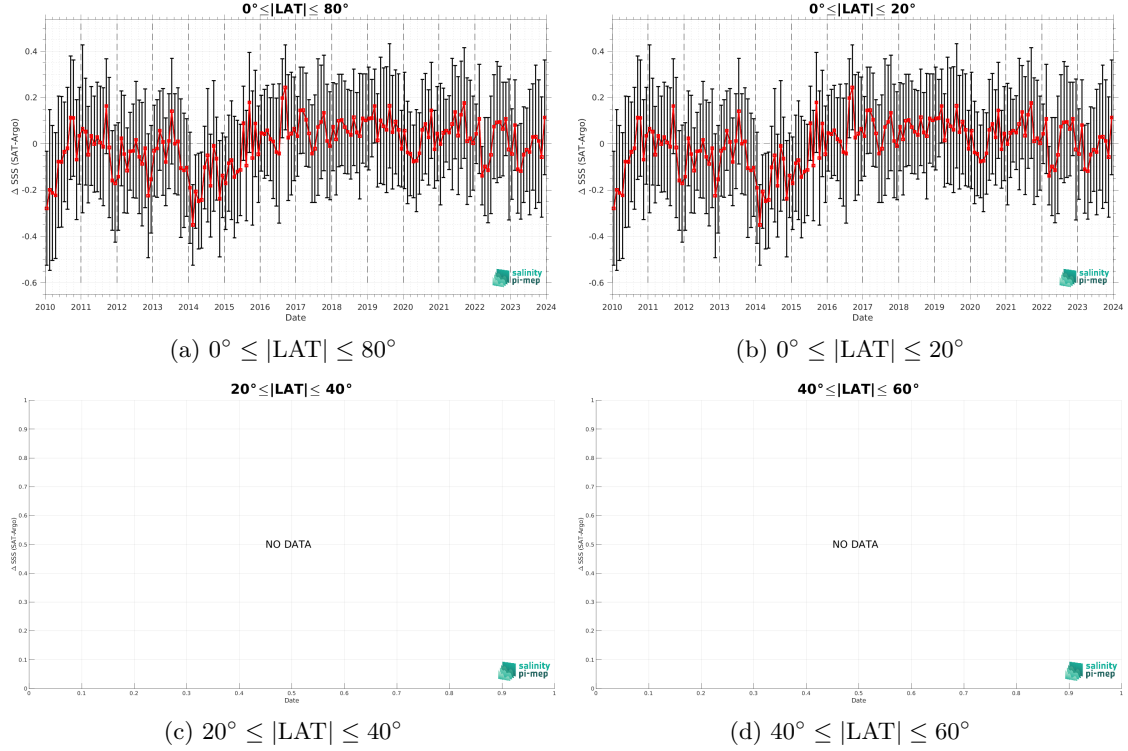 0°≤|LAT|≤ 80°
Δ SSS (SAT-Argo)
0.4
0.2
0
-0.2
-0.4
-0.6
salinity
pi-mep
2010 2011 2012 2013 2014 2015 2016 2017 2018 2019 2020 2021 2022 2023 2024
Date
(a) 0° ≤ |LAT| ≤ 80°
0°≤|LAT|≤ 20°
Δ SSS (SAT-Argo)
0.4
0.2
0
-0.2
-0.4
-0.6
salinity
pi-mep
2010 2011 2012 2013 2014 2015 2016 2017 2018 2019 2020 2021 2022 2023 2024
Date
(b) 0° ≤ |LAT| ≤ 20°
20°≤|LAT|≤ 40°
Δ SSS (SAT-Argo)
1
0.9
0.8
0.7
0.6
0.5
0.4
0.3
0.2
0.1
0
NO DATA
salinity
pi-mep
0 0.1 0.2 0.3 0.4 0.5 0.6 0.7 0.8 0.9 1
Date
(c) 20° ≤ |LAT| ≤ 40°
40°≤|LAT|≤ 60°
Δ SSS (SAT-Argo)
1
0.9
0.8
0.7
0.6
0.5
0.4
0.3
0.2
0.1
0
NO DATA
salinity
pi-mep
0 0.1 0.2 0.3 0.4 0.5 0.6 0.7 0.8 0.9 1
Date
(d) 40° ≤ |LAT| ≤ 60°